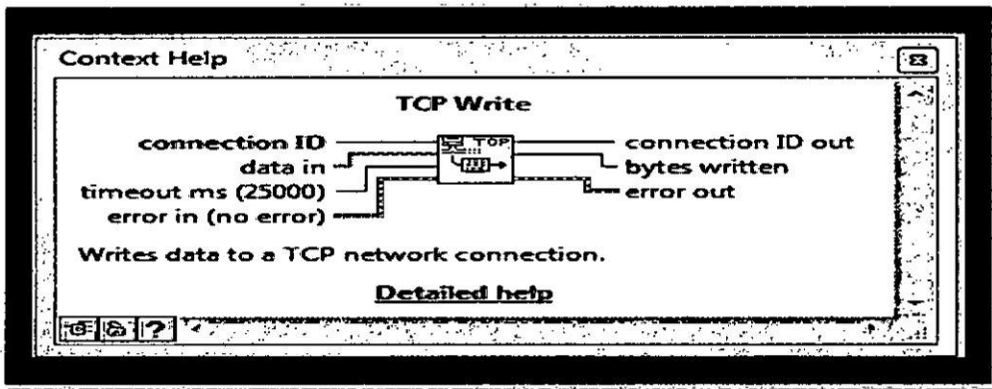 Context Help
TCP Write
connection ID
data in
timeout ms (25000)
error in (no error)
TCP
connection ID out
bytes written
error out
Writes data to a TCP network connection.
Detailed help
?